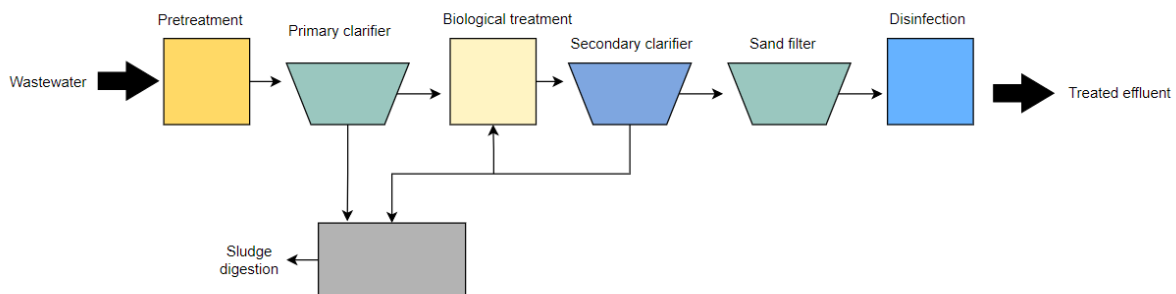 Pretreatment
Primary clarifier
Biological treatment
Secondary clarifier
Sand filter
Disinfection
Wastewater
Treated effluent
Sludge
digestion